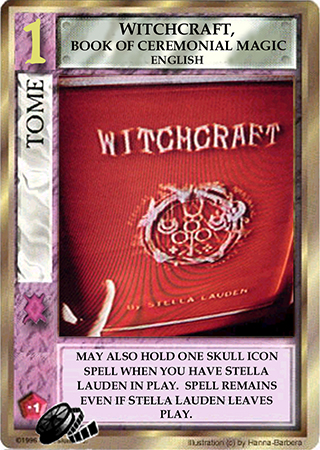 WITCHCRAFT,
BOOK OF CEREMONIAL MAGIC
ENGLISH
1
TOME
WITCHCRAFT
BY STELLA LAUDEN
MAY ALSO HOLD ONE SKULL ICON
SPELL WHEN YOU HAVE STELLA
LAUDEN IN PLAY. SPELL REMAINS
EVEN IF STELLA LAUDEN LEAVES
PLAY.
-1
©1996
Illustration (c) by Hanna-Barbera